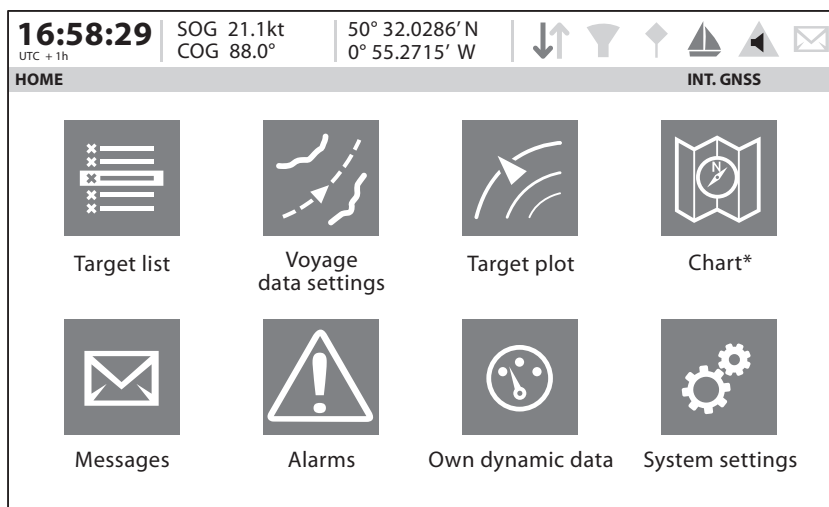 16:58:29
UTC + 1h
SOG 21.1kt
COG 88.0°
50° 32.0286′ N
0° 55.2715′ W
HOME
INT. GNSS
Target list
Voyage
data settings
Target plot
N
Chart*
Messages
Alarms
Own dynamic data
System settings